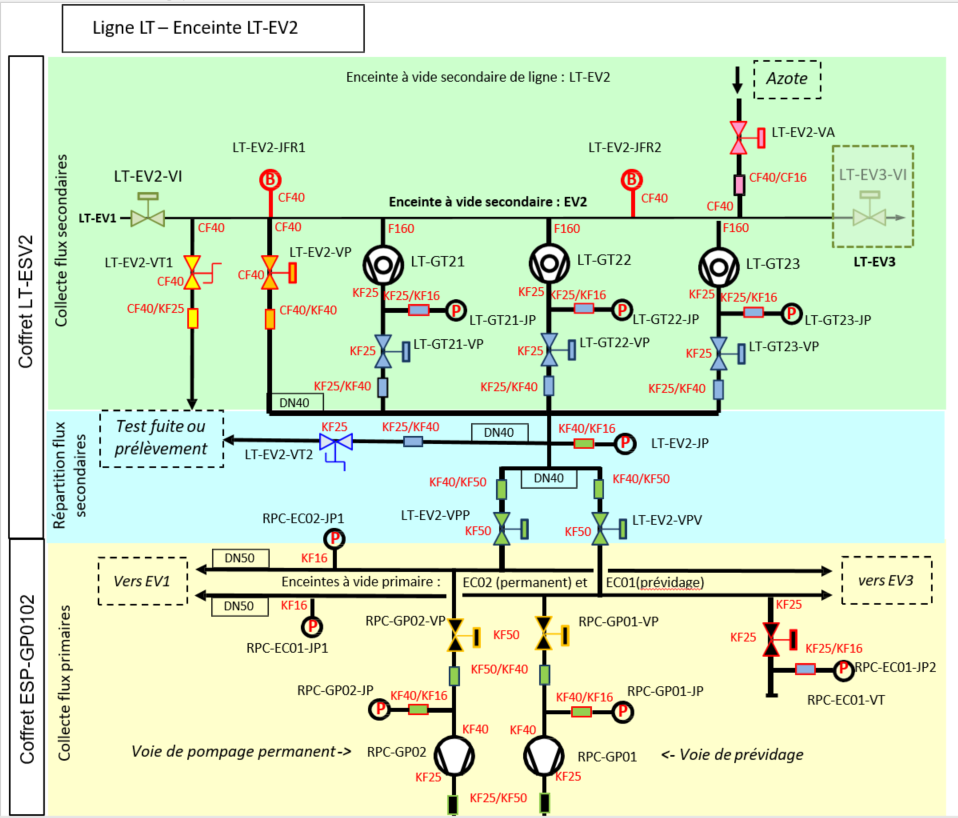 Ligne LT – Enceinte LT-EV2
Coffret LT-ESV2
Collecte flux secondaires
Enceinte à vide secondaire de ligne : LT-EV2
Azote
LT-EV2-VA
LT-EV2-JFR1
LT-EV2-JFR2
B
B
LT-EV2-VI
LT-EV3-VI
CF40/CF16
CF40
CF40
CF40
Enceinte à vide secondaire : EV2
LT-EV1
LT-EV3
CF40
CF40
F160
F160
F160
LT-EV2-VT1
LT-EV2-VP
LT-GT21
LT-GT22
LT-GT23
CF40
CF40
KF25
KF25/KF16
KF25
KF25/KF16
KF25
KF25/KF16
CF40/KF25
CF40/KF40
P
P
P
LT-GT21-JP
LT-GT22-JP
LT-GT23-JP
LT-GT21-VP
LT-GT22-VP
LT-GT23-VP
KF25
KF25
KF25
KF25/KF40
KF25/KF40
KF25/KF40
DN40
Répartition flux
secondaires
Test fuite ou
prélèvement
KF25
KF25/KF40
DN40
KF40/KF16
P
LT-EV2-JP
LT-EV2-VT2
KF40/KF50
DN40
KF40/KF50
LT-EV2-VPP
LT-EV2-VPV
KF50
KF50
RPC-EC02-JP1
P
Coffret ESP-GP0102
Collecte flux primaires
DN50
KF16
Vers EV1
Enceintes à vide primaire :
EC02 (permanent) et
EC01(prévidage)
vers EV3
DN50
KF16
P
RPC-EC01-JP1
KF25
RPC-GP02-VP
KF50
RPC-GP01-VP
KF25
KF25/KF16
P
RPC-EC01-JP2
RPC-EC01-VT
KF50/KF40
RPC-GP02-JP
KF40/KF16
P
KF40/KF16
RPC-GP01-JP
P
KF40
KF40
Voie de pompage permanent->
RPC-GP02
RPC-GP01
<- Voie de prévidage
KF25
KF25
KF25/KF50